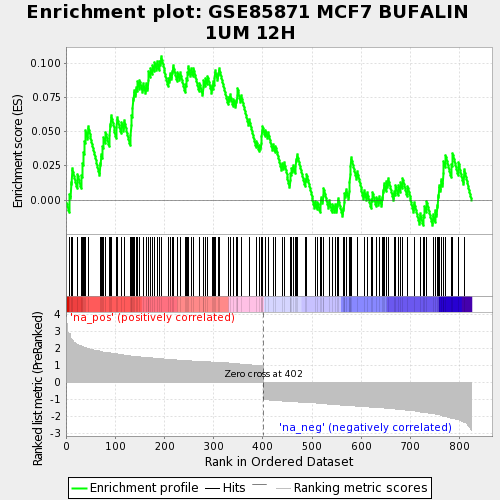 Enrichment plot: GSE85871 MCF7 BUFALIN
1UM 12H
Enrichment score (ES)
0.100
0.075
0.050
0.025
0.000
Ranked list metric (PreRanked)
4
3
2
1
0
-1
-2
-3
'na_pos' (positively correlated)
Zero cross at 402
'na_neg' (negatively correlated)
0
100
200
300
400
500
600
700
800
Rank in Ordered Dataset
Enrichment profile
Hits
Ranking metric scores